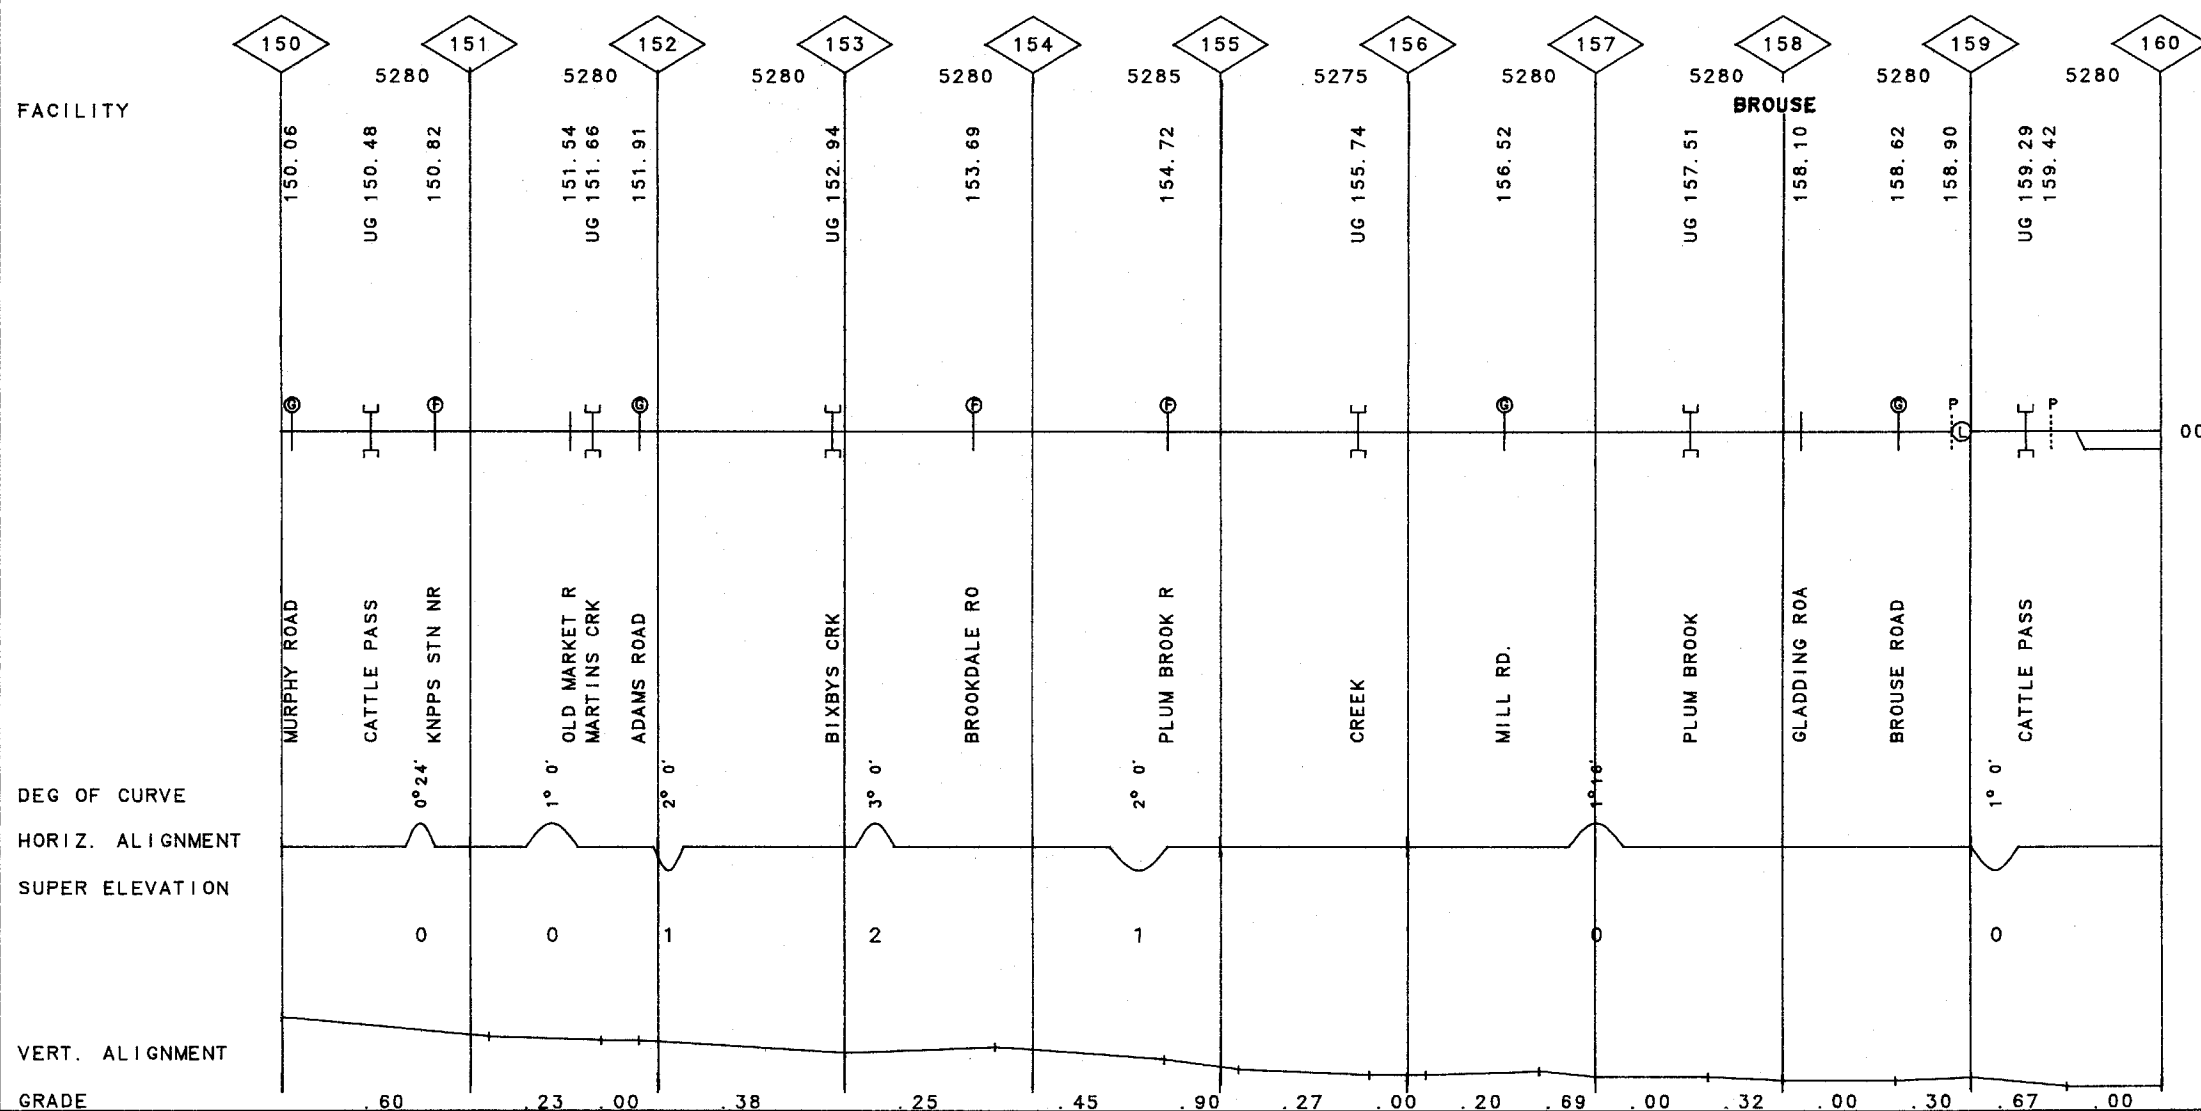 150 151 152 153 154 155 156 157 158 159 160
5280 5280 5280 5280 5285 5275 5280 5280 5280 5280
FACILITY
BROUSE
150.06
UG 150.48
150.82
151.54
UG 151.66
151.91
UG 152.94
153.69
154.72
UG 155.74
156.52
UG 157.51
158.10
158.62
158.90
UG 159.29
159.42
G F G F F G G P P
L
00
MURPHY ROAD
CATTLE PASS
KNPPS STN NR
OLD MARKET R
MARTINS CRK
ADAMS ROAD
BIXBYS CRK
BROOKDALE RO
PLUM BROOK R
CREEK
MILL RD.
PLUM BROOK
GLADDING ROA
BROUSE ROAD
CATTLE PASS
DEG OF CURVE
0°24' 1° 0' 2° 0' 3° 0' 2° 0' 1°16' 1° 0'
HORIZ. ALIGNMENT
SUPER ELEVATION
0 0 1 2 1 0 0
VERT. ALIGNMENT
GRADE .60 .23 .00 .38 .25 .45 .90 .27 .00 .20 .69 .00 .32 .00 .30 .67 .00